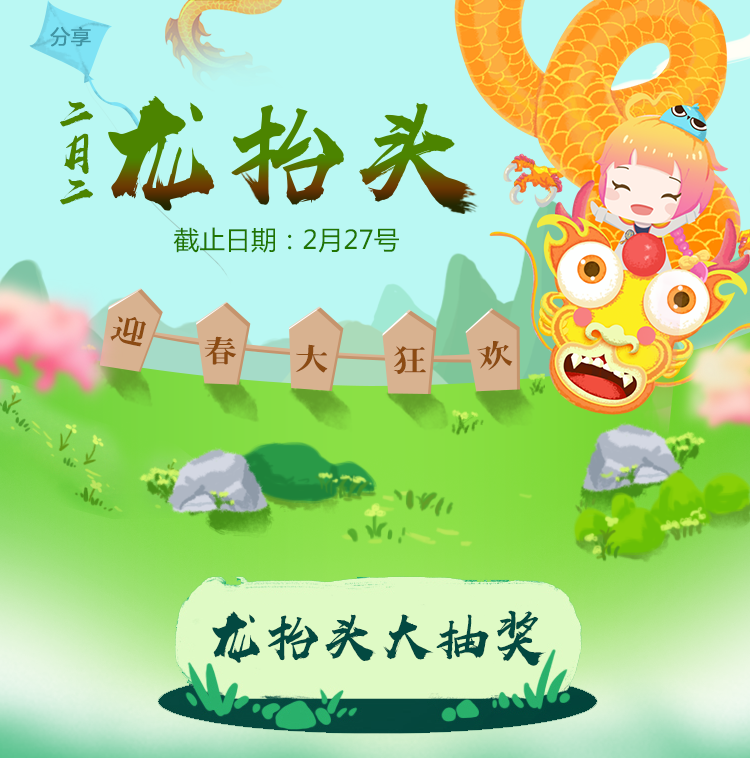 分享
二月二
龙抬头
截止日期：2月27号
迎春大狂欢
龙抬头大抽奖